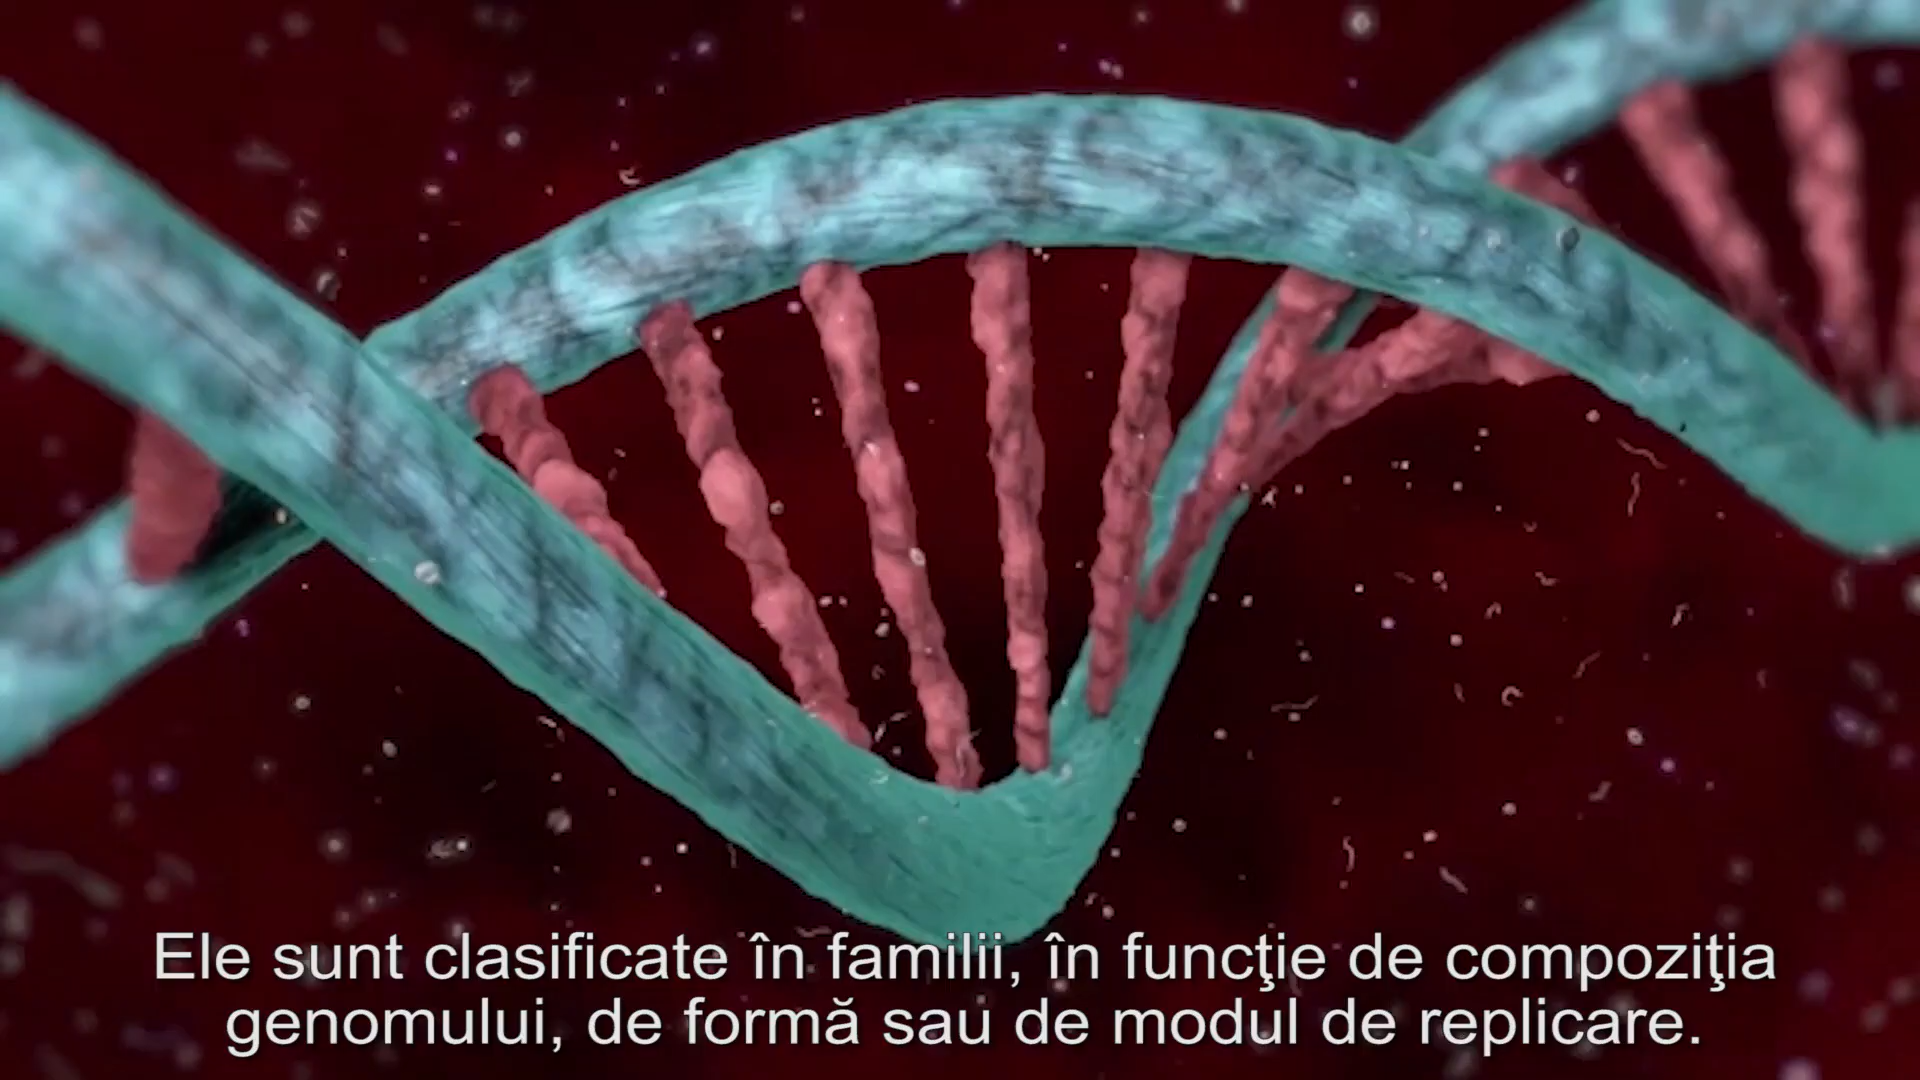 Ele sunt clasificate în familii, în funcţie de compoziţia
genomului, de formă sau de modul de replicare.